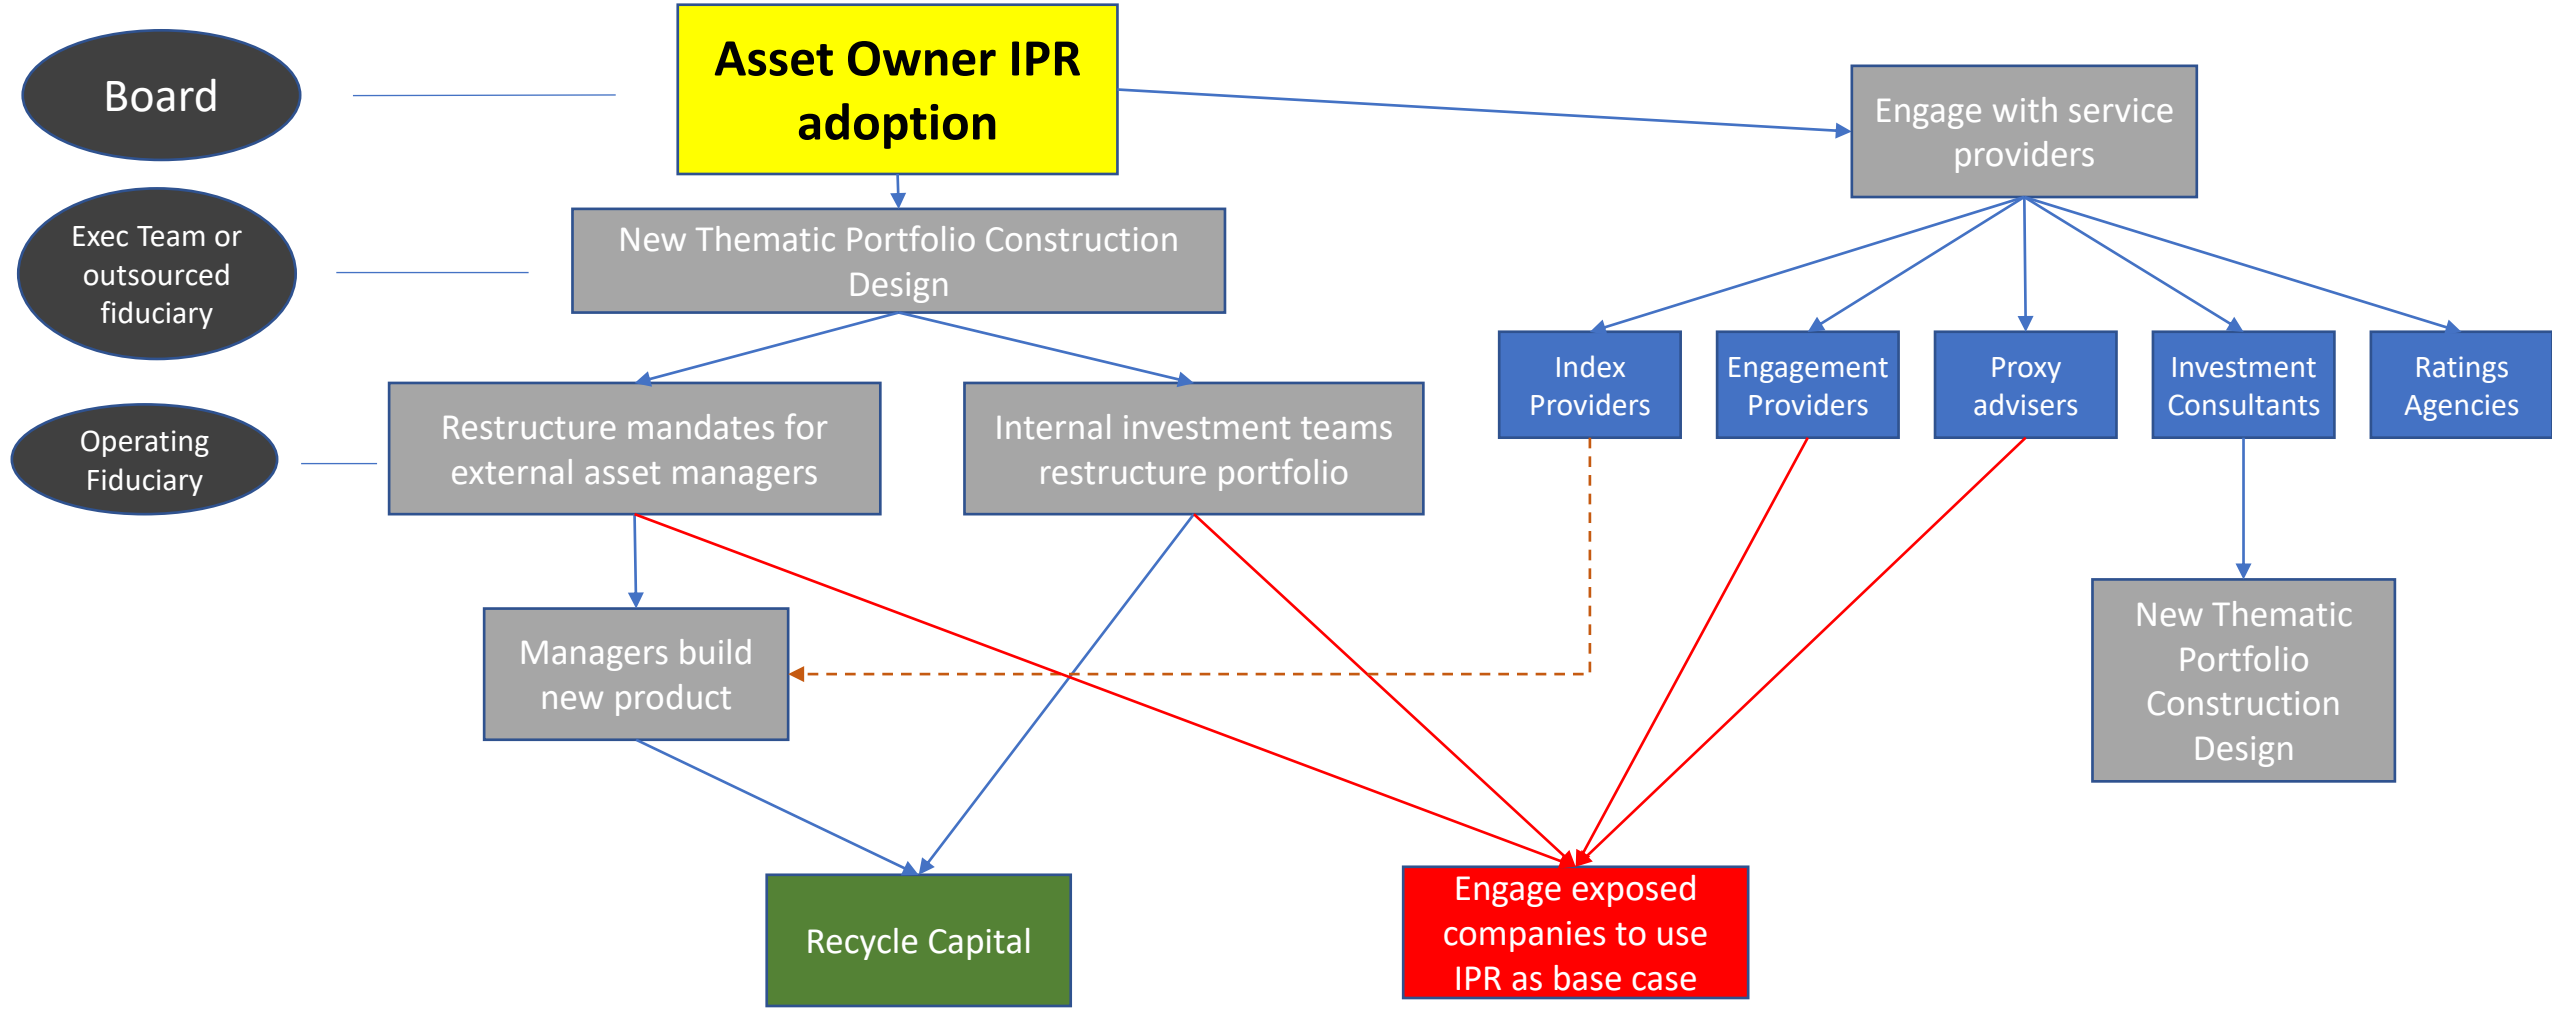 Board
Asset Owner IPR
adoption
Engage with service
providers
Exec Team or
outsourced
fiduciary
New Thematic Portfolio Construction
Design
Index
Providers
Engagement
Providers
Proxy
advisers
Investment
Consultants
Ratings
Agencies
Operating
Fiduciary
Restructure mandates for
external asset managers
Internal investment teams
restructure portfolio
Managers build
new product
New Thematic
Portfolio
Construction
Design
Recycle Capital
Engage exposed
companies to use
IPR as base case